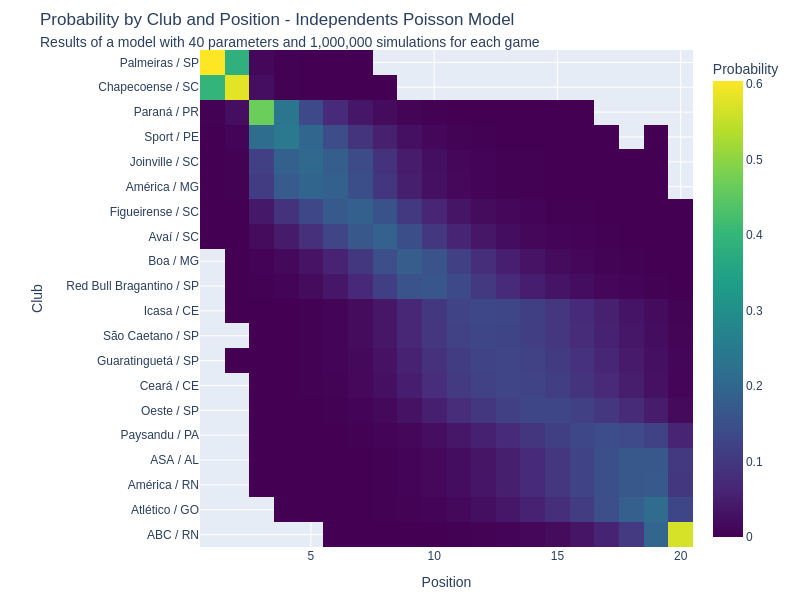 Probability by Club and Position - Independents Poisson Model
Results of a model with 40 parameters and 1,000,000 simulations for each game
Probability
Palmeiras / SP
Chapecoense / SC
Paraná / PR
Sport / PE
Joinville / SC
América / MG
Figueirense / SC
Avaí / SC
Boa / MG
Red Bull Bragantino / SP
Icasa / CE
São Caetano / SP
Guaratinguetá / SP
Ceará / CE
Oeste / SP
Paysandu / PA
ASA / AL
América / RN
Atlético / GO
ABC / RN
Club
5
10
15
20
Position
0.6
0.5
0.4
0.3
0.2
0.1
0